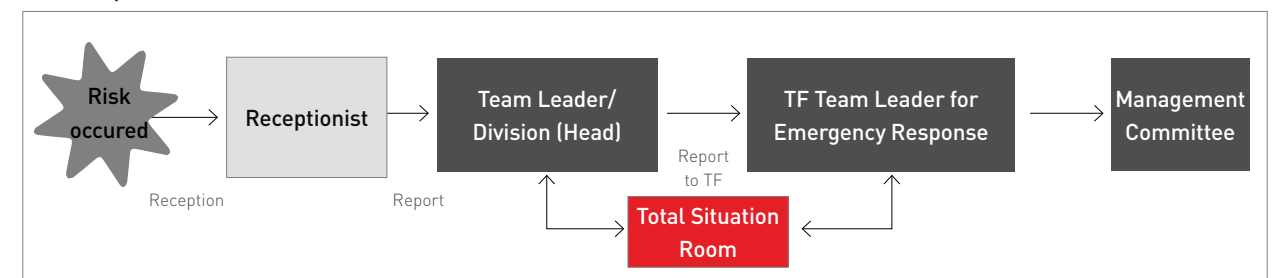 Risk
occured
Receptionist
Team Leader/
Division (Head)
TF Team Leader for
Emergency Response
Management
Committee
Reception
Report
Report
to TF
Total Situation
Room